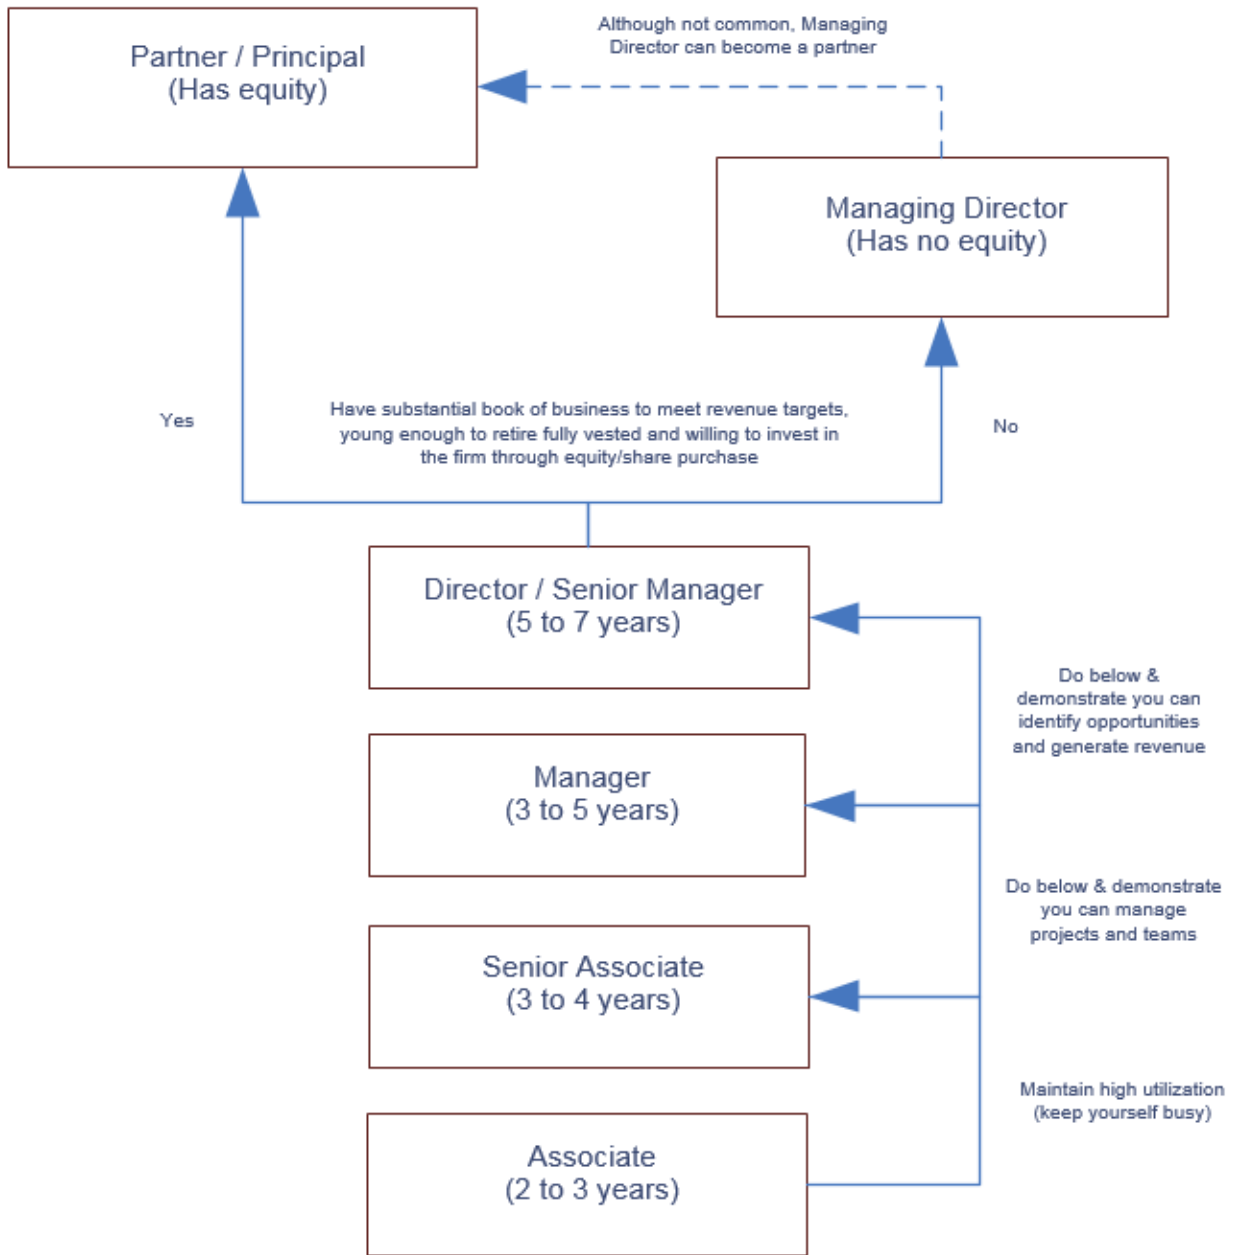 Although not common, Managing
Director can become a partner
Partner / Principal
(Has equity)
Managing Director
(Has no equity)
Yes
Have substantial book of business to meet revenue targets,
young enough to retire fully vested and willing to invest in
the firm through equity/share purchase
No
Director / Senior Manager
(5 to 7 years)
Do below &
demonstrate you can
identify opportunities
and generate revenue
Manager
(3 to 5 years)
Do below & demonstrate
you can manage
projects and teams
Senior Associate
(3 to 4 years)
Maintain high utilization
(keep yourself busy)
Associate
(2 to 3 years)